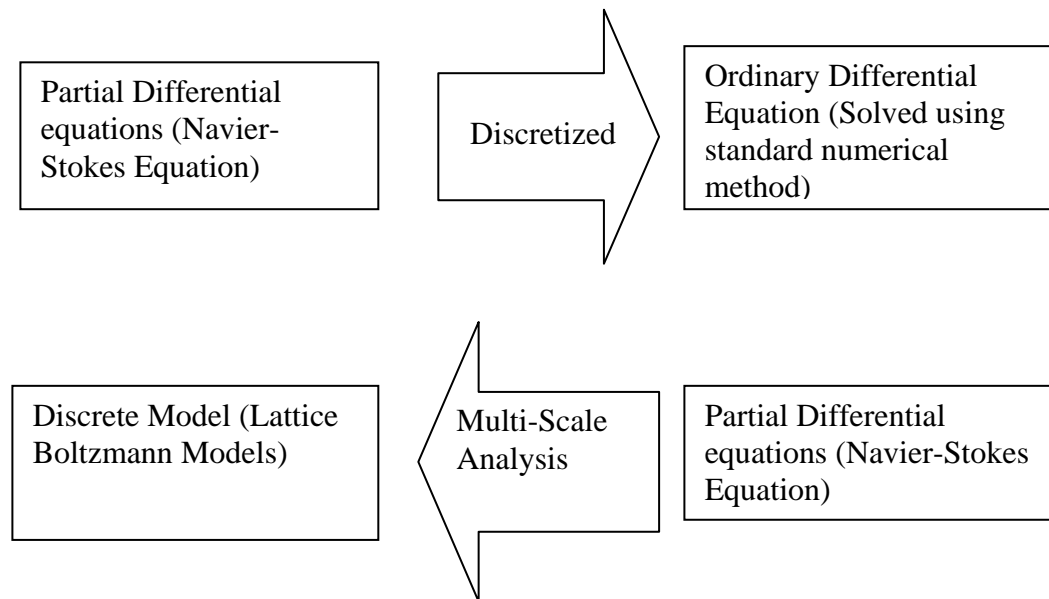 Partial Differential
equations (Navier-
Stokes Equation)
Discretized
Ordinary Differential
Equation (Solved using
standard numerical
method)
Discrete Model (Lattice
Boltzmann Models)
Multi-Scale
Analysis
Partial Differential
equations (Navier-Stokes
Equation)